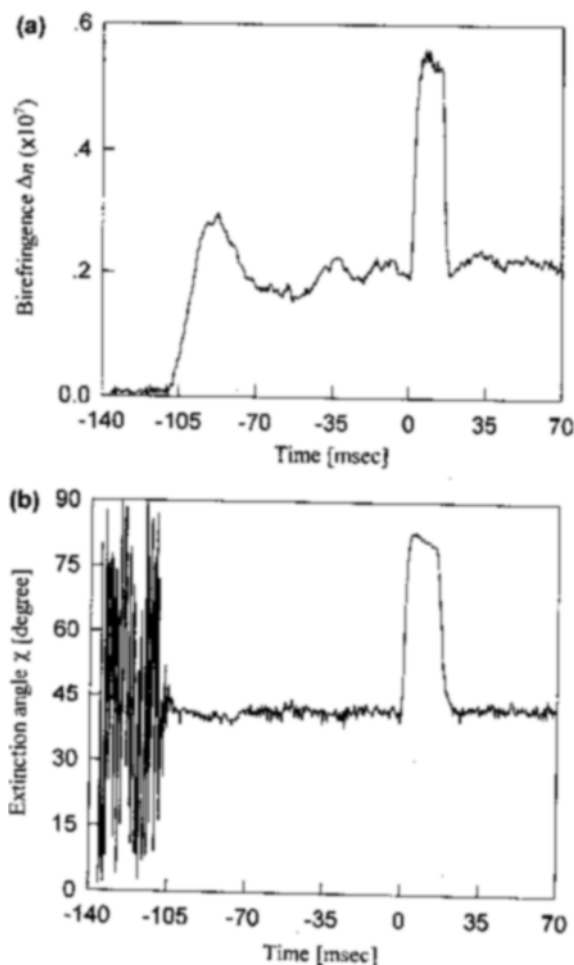 (a)
.6
.4
.2
0.0
Birefringence Δn (x10⁷)
-140 -105 -70 -35 0 35 70
Time [msec]
(b)
90
75
60
45
30
15
0
Extinction angle χ [degree]
-140 -105 -70 -35 0 35 70
Time [msec]